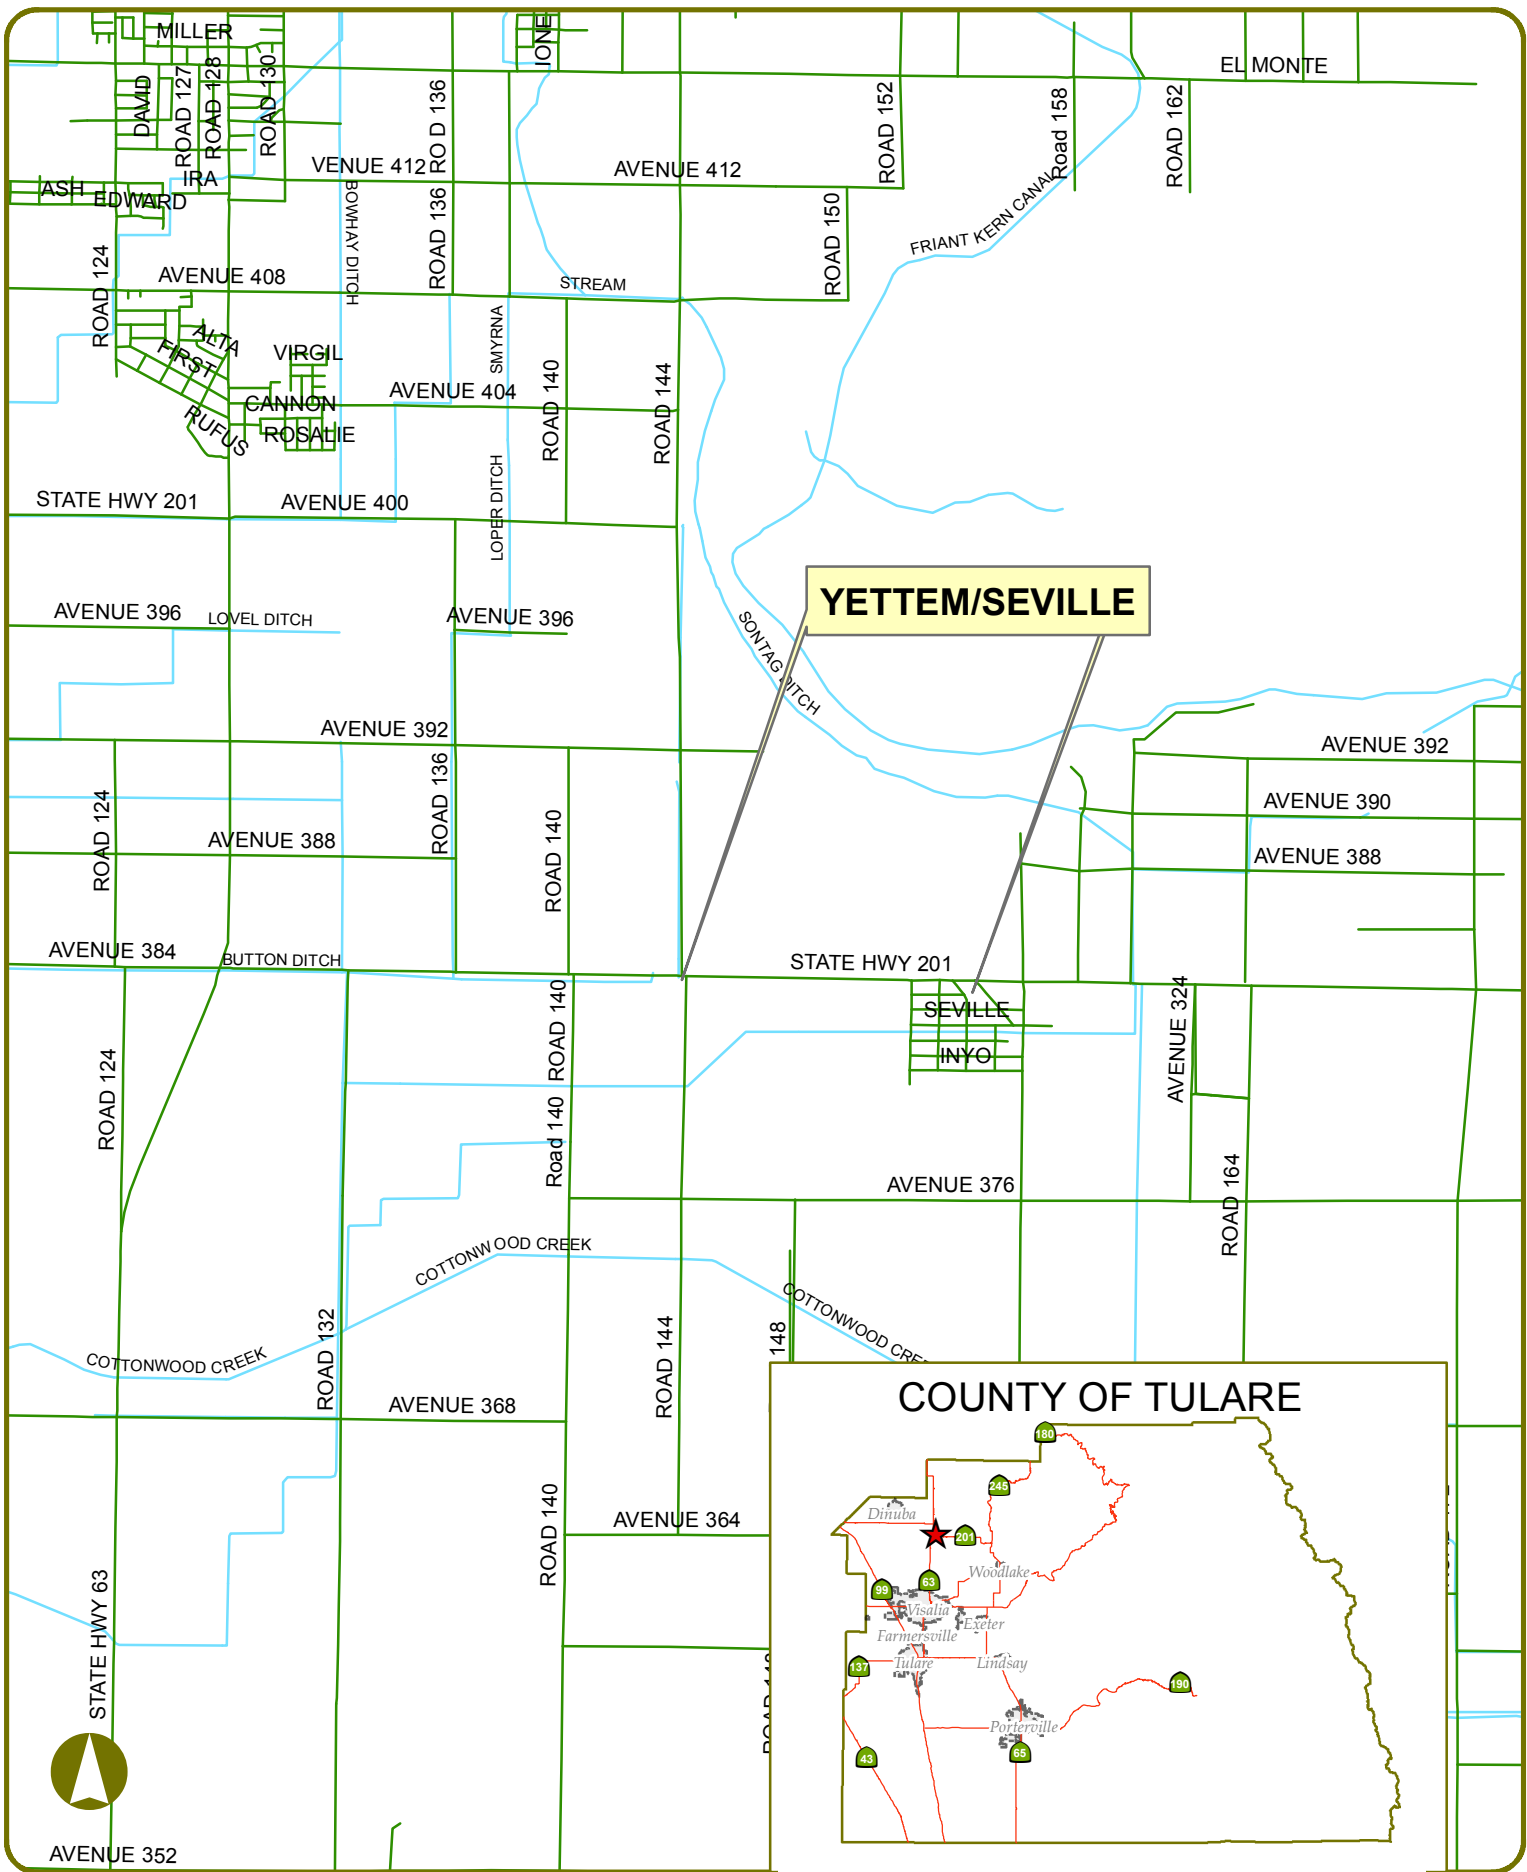 MILLER
IONE
EL MONTE
DAVID
ROAD 127
ROAD 128
ROAD 130
RO D 136
ROAD 152
Road 158
ROAD 162
VENUE 412
AVENUE 412
IRA
ASH
EDWARD
BOWHAY DITCH
ROAD 136
ROAD 150
FRIANT KERN CANAL
ROAD 124
AVENUE 408
STREAM
SMYRNA
ALTA
FIRST
VIRGIL
AVENUE 404
ROAD 140
ROAD 144
CANNON
RUFUS
ROSALIE
STATE HWY 201
AVENUE 400
LOPER DITCH
YETTEM/SEVILLE
AVENUE 396
LOVEL DITCH
AVENUE 396
SONTAG DITCH
AVENUE 392
AVENUE 392
ROAD 136
ROAD 124
ROAD 140
AVENUE 390
AVENUE 388
AVENUE 388
AVENUE 384
BUTTON DITCH
STATE HWY 201
ROAD 140
SEVILLE
INYO
AVENUE 324
ROAD 124
Road 140
AVENUE 376
ROAD 164
COTTONW OOD CREEK
COTTONWOOD CREEK
COTTONWOOD CRE
ROAD 132
ROAD 144
148
AVENUE 368
ROAD 140
AVENUE 364
STATE HWY 63
AVENUE 352
COUNTY OF TULARE
180
245
Dinuba
201
Woodlake
99
63
Visalia
Exeter
Farmersville
Tulare
Lindsay
137
190
Porterville
43
65